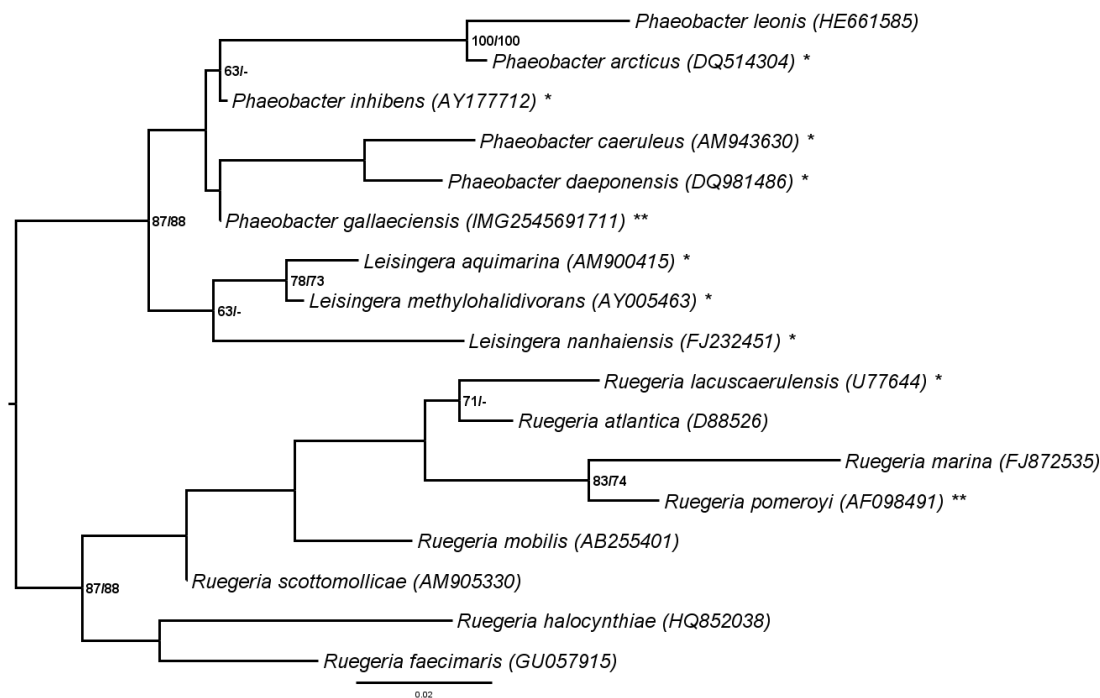 Phaeobacter leonis (HE661585)
100/100
Phaeobacter arcticus (DQ514304) *
63/-
Phaeobacter inhibens (AY177712) *
Phaeobacter caeruleus (AM943630) *
Phaeobacter daeponensis (DQ981486) *
87/88
Phaeobacter gallaeciensis (IMG2545691711) **
Leisingera aquimarina (AM900415) *
78/73
Leisingera methylohalidivorans (AY005463) *
63/-
Leisingera nanhaiensis (FJ232451) *
Ruegeria lacuscaerulensis (U77644) *
71/-
Ruegeria atlantica (D88526)
Ruegeria marina (FJ872535)
83/74
Ruegeria pomeroyi (AF098491) **
Ruegeria mobilis (AB255401)
Ruegeria scottomollicae (AM905330)
87/88
Ruegeria halocynthiae (HQ852038)
Ruegeria faecimaris (GU057915)
0.02